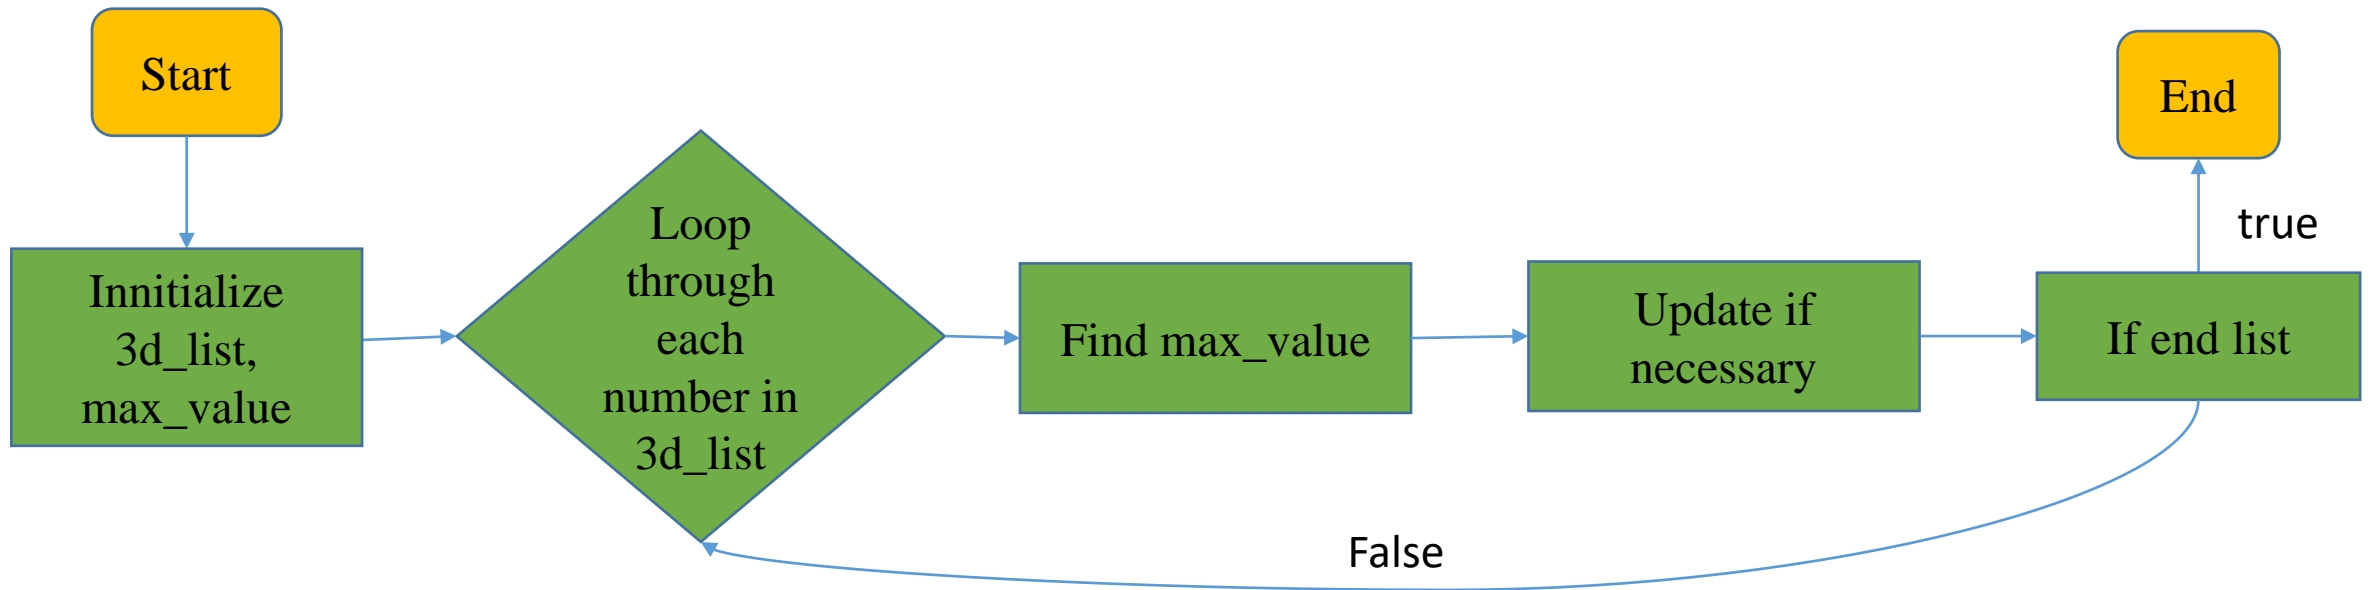 Start
Innitialize
3d_list,
max_value
Loop
through
each
number in
3d_list
Find max_value
Update if
necessary
If end list
true
End
False